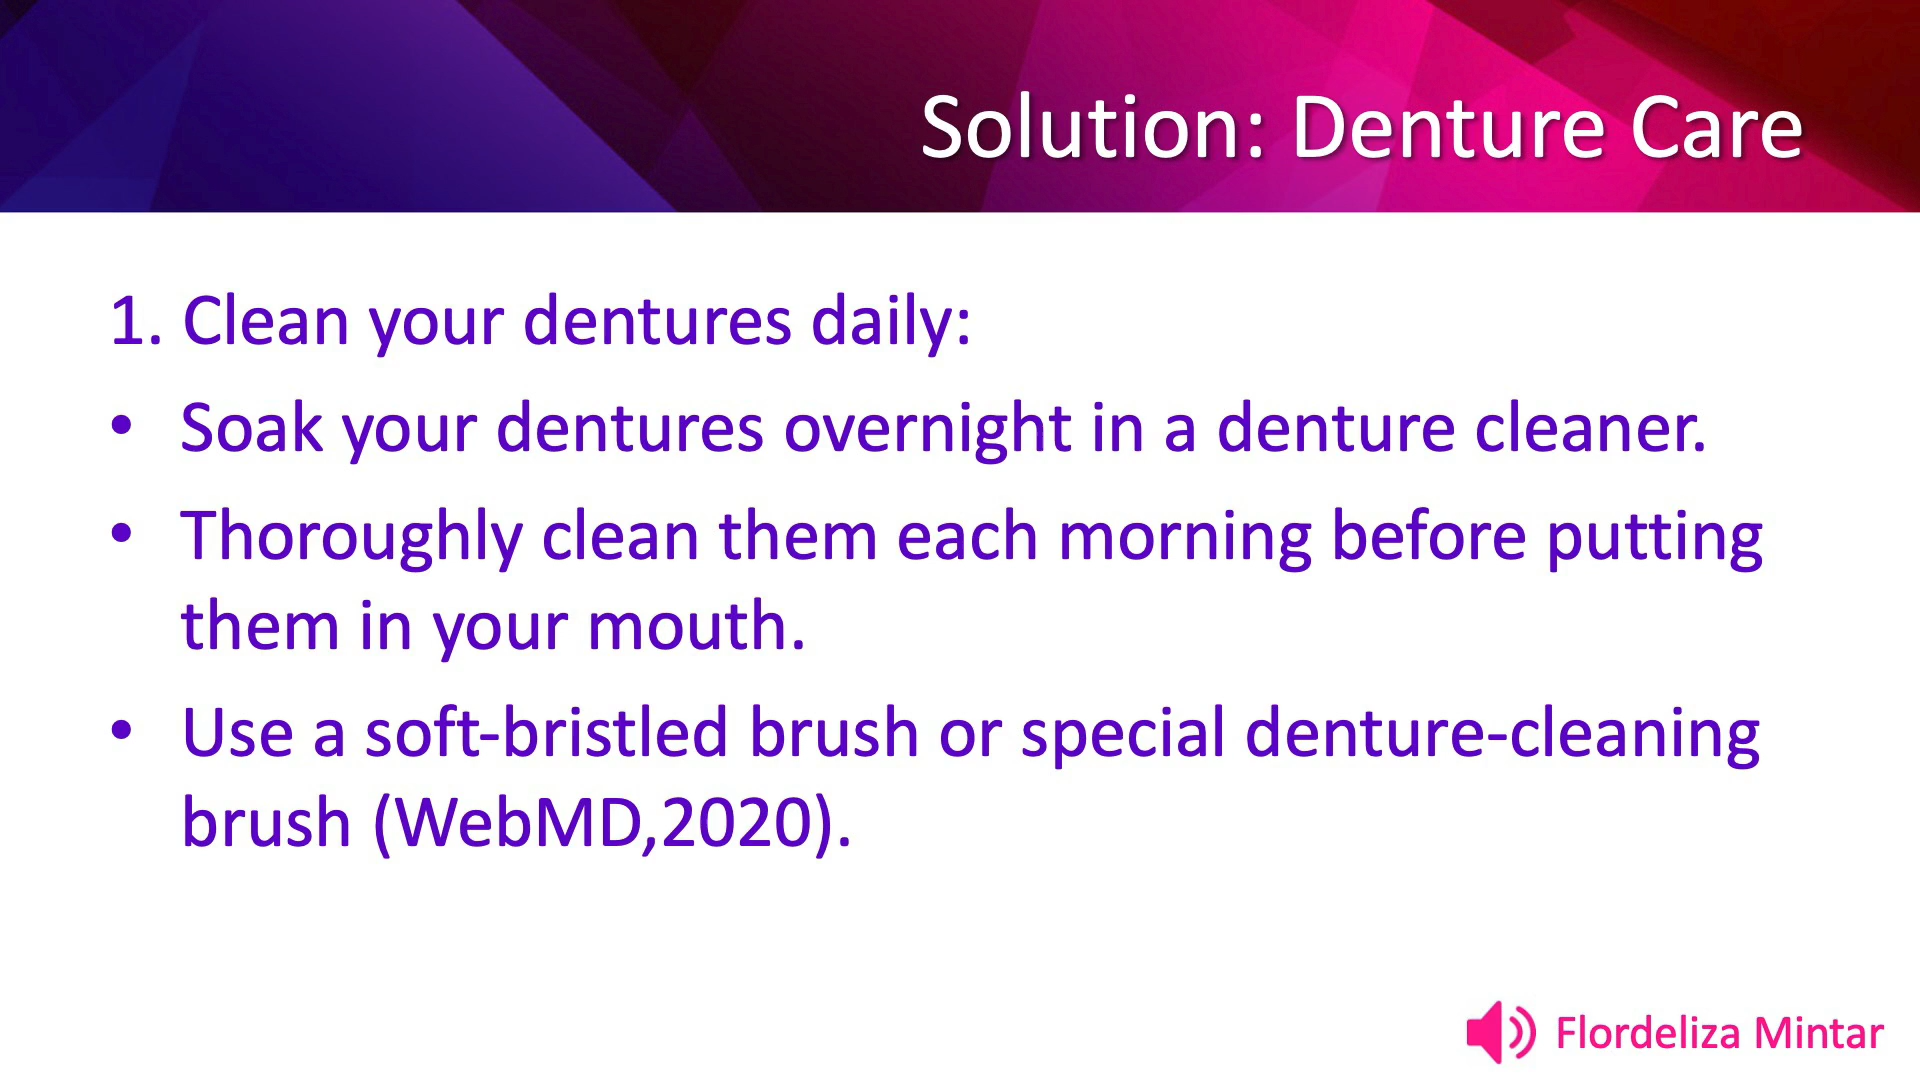 Solution: Denture Care
1. Clean your dentures daily:
• Soak your dentures overnight in a denture cleaner.
• Thoroughly clean them each morning before putting
them in your mouth.
• Use a soft-bristled brush or special denture-cleaning
brush (WebMD,2020).
Flordeliza Mintar